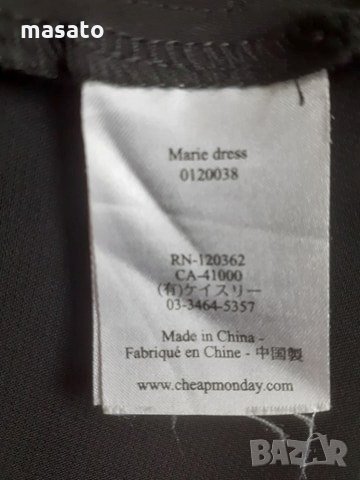 masato
Marie dress
0120038
RN-120362
CA-41000
(有)ケイスリー
03-3464-5357
Made in China -
Fabriqué en Chine - 中国製
www.cheapmonday.com
BAZAR